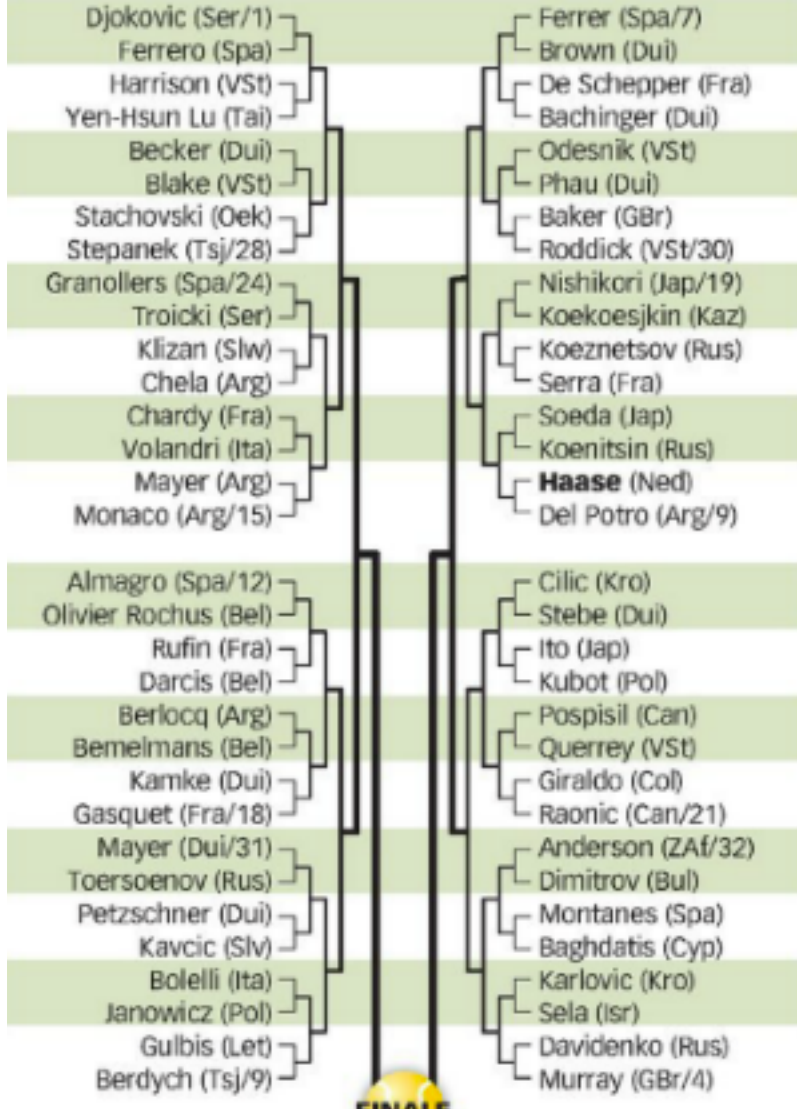 Djokovic (Ser/1)
Ferrero (Spa)
Harrison (VSt)
Yen-Hsun Lu (Tai)
Becker (Dui)
Blake (VSt)
Stachovski (Oek)
Stepanek (Tsj/28)
Granollers (Spa/24)
Troicki (Ser)
Klizan (Slw)
Chela (Arg)
Chardy (Fra)
Volandri (Ita)
Mayer (Arg)
Monaco (Arg/15)
Almagro (Spa/12)
Olivier Rochus (Bel)
Rufin (Fra)
Darcis (Bel)
Berlocq (Arg)
Bemelmans (Bel)
Kamke (Dui)
Gasquet (Fra/18)
Mayer (Dui/31)
Toersoenov (Rus)
Petzschner (Dui)
Kavcic (Slv)
Bolelli (Ita)
Janowicz (Pol)
Gulbis (Let)
Berdych (Tsj/9)
Ferrer (Spa/7)
Brown (Dui)
De Schepper (Fra)
Bachinger (Dui)
Odesnik (VSt)
Phau (Dui)
Baker (GBr)
Roddick (VSt/30)
Nishikori (Jap/19)
Koekoesjkin (Kaz)
Koeznetsov (Rus)
Serra (Fra)
Soeda (Jap)
Koenitsin (Rus)
Haase (Ned)
Del Potro (Arg/9)
Cilic (Kro)
Stebe (Dui)
Ito (Jap)
Kubot (Pol)
Pospisil (Can)
Querrey (VSt)
Giraldo (Col)
Raonic (Can/21)
Anderson (ZAf/32)
Dimitrov (Bul)
Montanes (Spa)
Baghdatis (Cyp)
Karlovic (Kro)
Sela (Isr)
Davidenko (Rus)
Murray (GBr/4)
FINALE